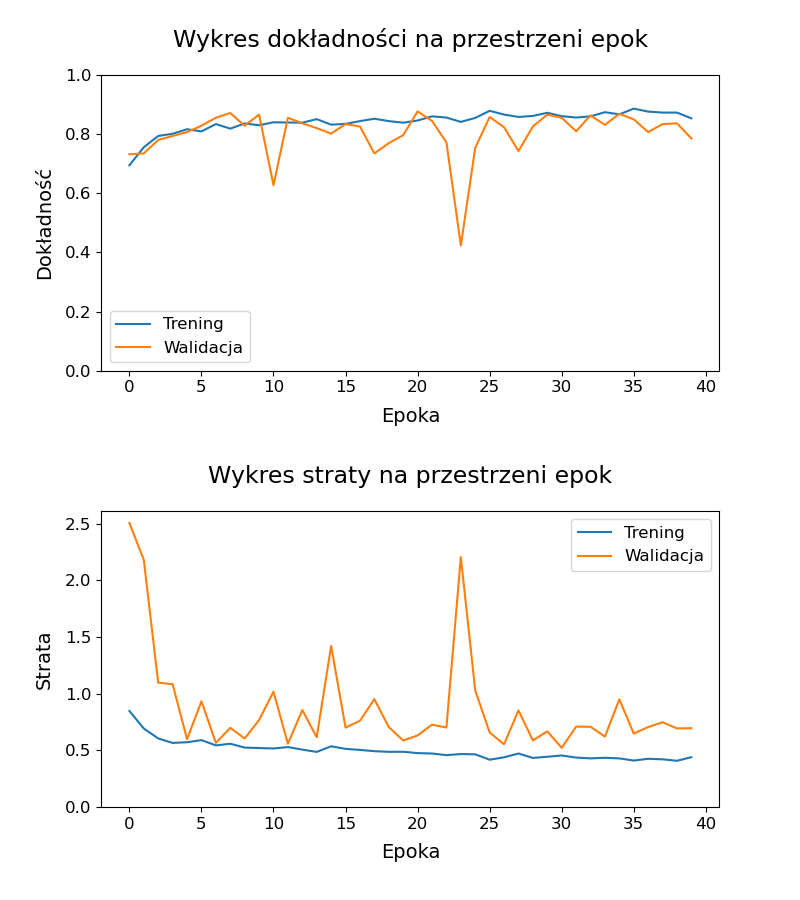 Wykres dokładności na przestrzeni epok
1.0
0.8
0.6
0.4
0.2
0.0
Dokładność
Trening
Walidacja
0 5 10 15 20 25 30 35 40
Epoka
Wykres straty na przestrzeni epok
2.5
2.0
1.5
1.0
0.5
0.0
Strata
Trening
Walidacja
0 5 10 15 20 25 30 35 40
Epoka